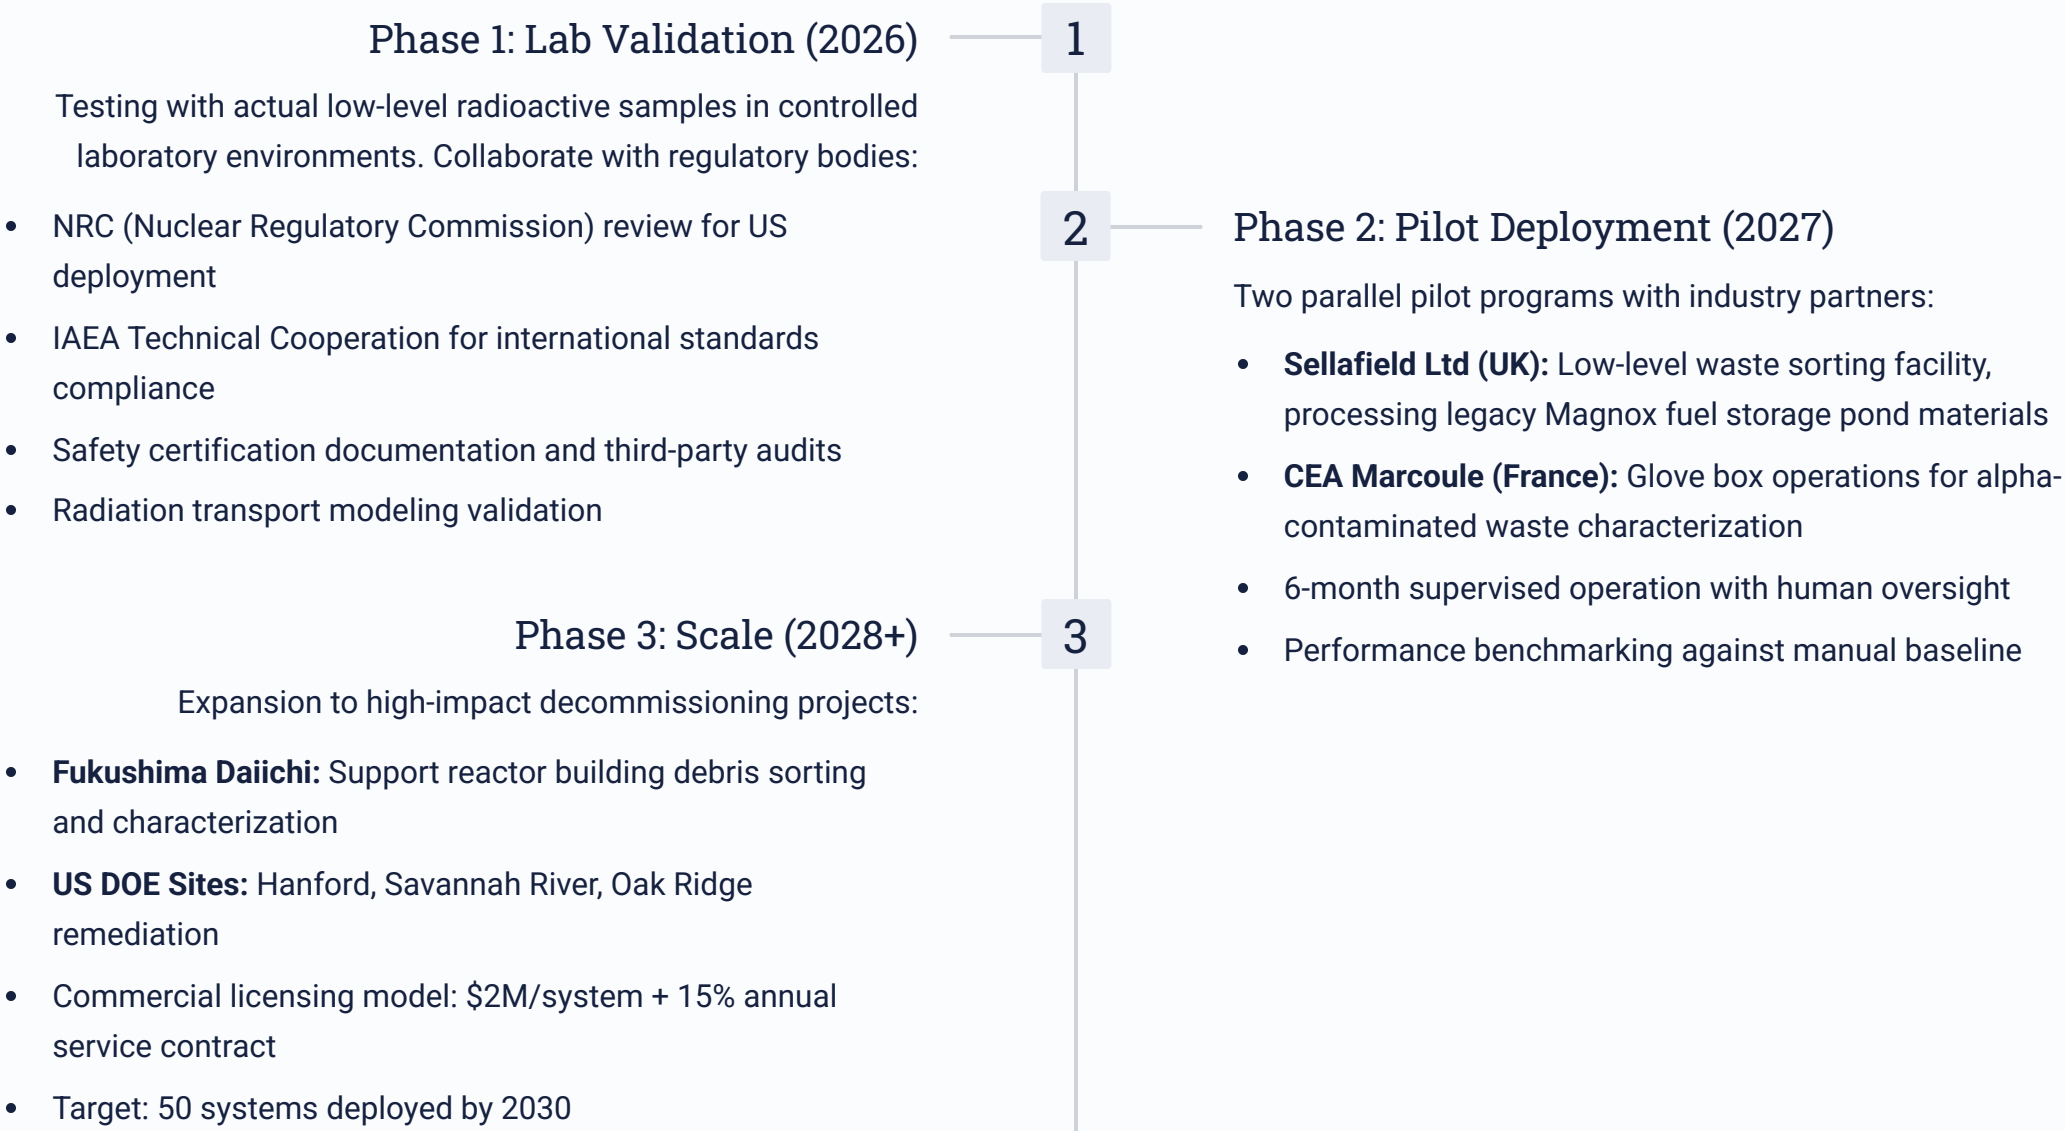 Phase 1: Lab Validation (2026)
1
Testing with actual low-level radioactive samples in controlled
laboratory environments. Collaborate with regulatory bodies:
• NRC (Nuclear Regulatory Commission) review for US
deployment
• IAEA Technical Cooperation for international standards
compliance
• Safety certification documentation and third-party audits
• Radiation transport modeling validation
2
Phase 2: Pilot Deployment (2027)
Two parallel pilot programs with industry partners:
• Sellafield Ltd (UK): Low-level waste sorting facility,
processing legacy Magnox fuel storage pond materials
• CEA Marcoule (France): Glove box operations for alpha-
contaminated waste characterization
• 6-month supervised operation with human oversight
• Performance benchmarking against manual baseline
Phase 3: Scale (2028+)
3
Expansion to high-impact decommissioning projects:
• Fukushima Daiichi: Support reactor building debris sorting
and characterization
• US DOE Sites: Hanford, Savannah River, Oak Ridge
remediation
• Commercial licensing model: $2M/system + 15% annual
service contract
• Target: 50 systems deployed by 2030